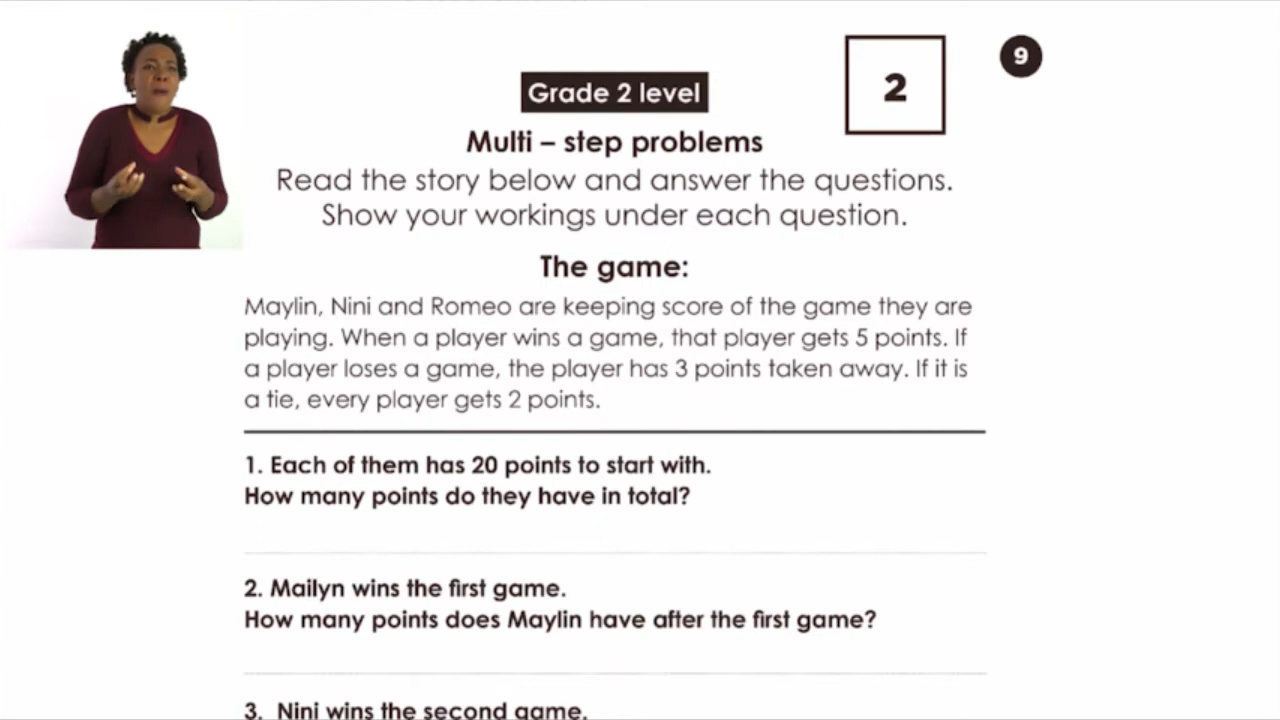 2
9
Grade 2 level
Multi – step problems
Read the story below and answer the questions.
Show your workings under each question.
The game:
Maylin, Nini and Romeo are keeping score of the game they are
playing. When a player wins a game, that player gets 5 points. If
a player loses a game, the player has 3 points taken away. If it is
a tie, every player gets 2 points.
1. Each of them has 20 points to start with.
How many points do they have in total?
2. Mailyn wins the first game.
How many points does Maylin have after the first game?
3. Nini wins the second game.